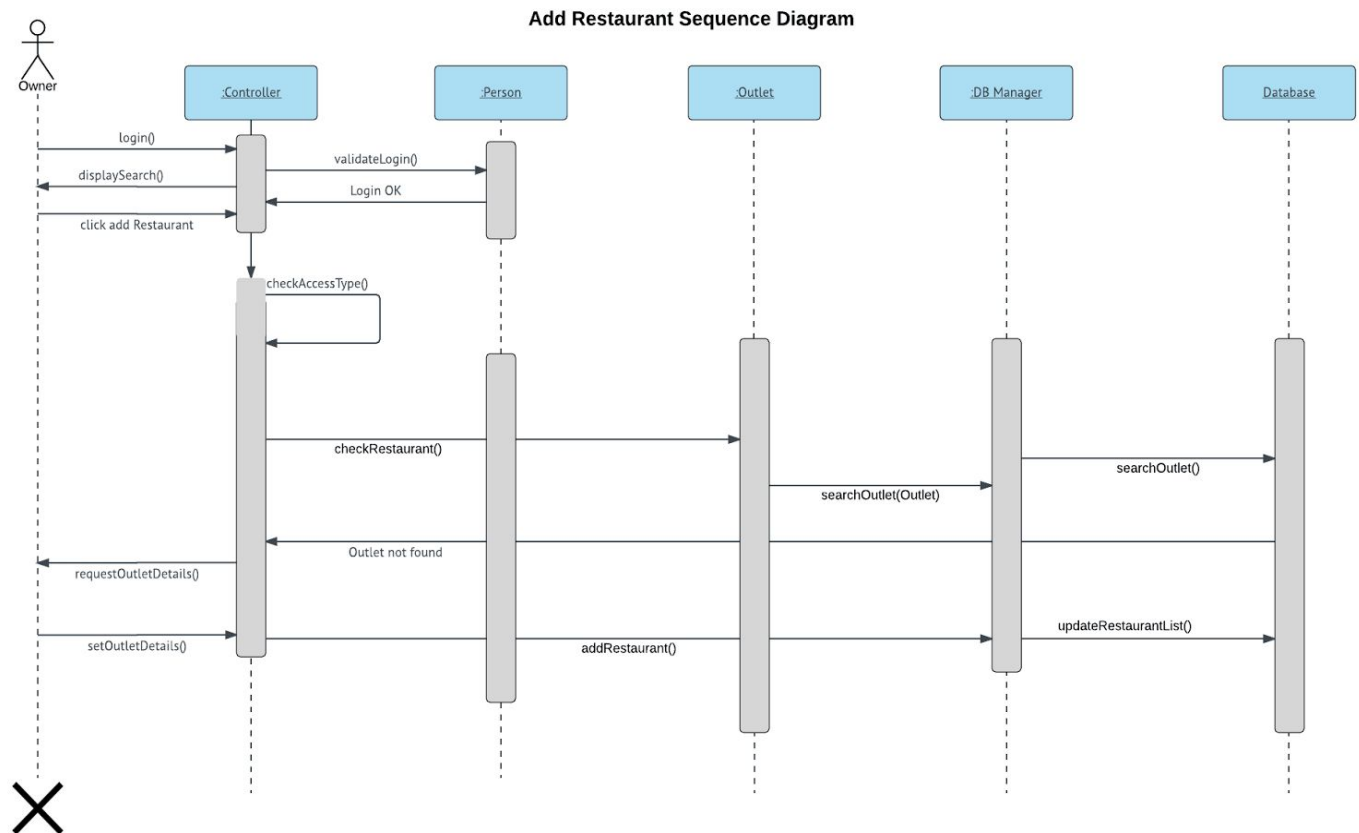 Add Restaurant Sequence Diagram
Owner
:Controller
:Person
:Outlet
:DB Manager
Database
login()
validateLogin()
displaySearch()
Login OK
click add Restaurant
checkAccessType()
checkRestaurant()
searchOutlet()
searchOutlet(Outlet)
Outlet not found
requestOutletDetails()
updateRestaurantList()
setOutletDetails()
addRestaurant()